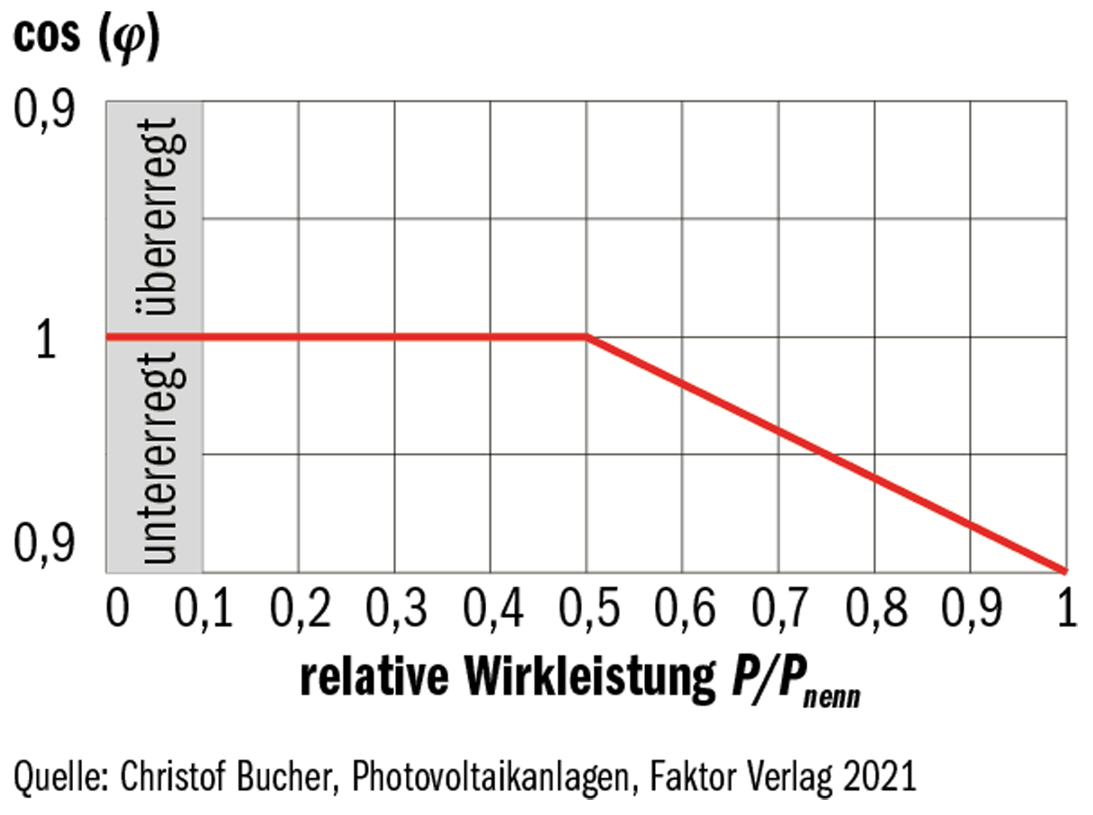 cos (φ)
0,9
übererregt
1
untererregt
0,9
0 0,1 0,2 0,3 0,4 0,5 0,6 0,7 0,8 0,9 1
relative Wirkleistung P/Pnenn
Quelle: Christof Bucher, Photovoltaikanlagen, Faktor Verlag 2021